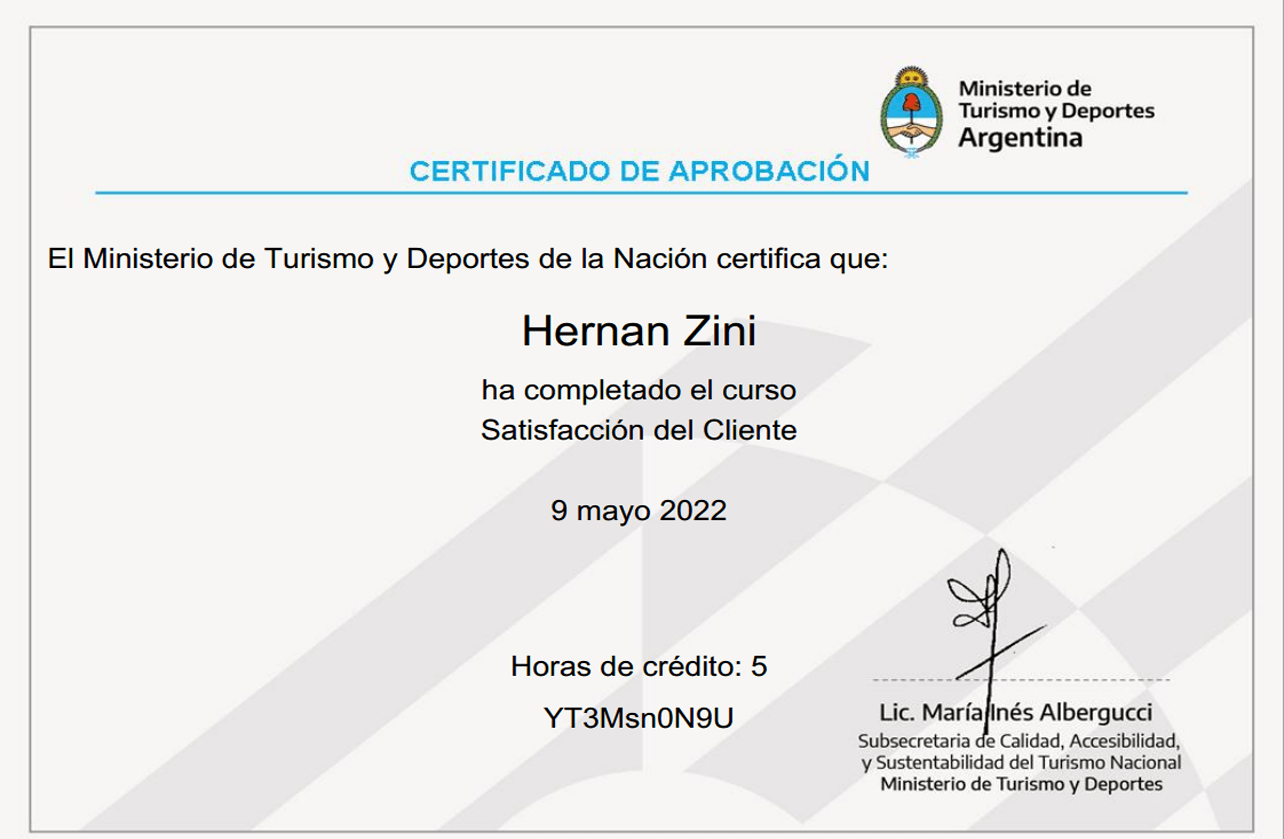 Ministerio de
Turismo y Deportes
Argentina
CERTIFICADO DE APROBACIÓN
El Ministerio de Turismo y Deportes de la Nación certifica que:
Hernan Zini
ha completado el curso
Satisfacción del Cliente
9 mayo 2022
Horas de crédito: 5
YT3Msn0N9U
Lic. María Inés Albergucci
Subsecretaria de Calidad, Accesibilidad,
y Sustentabilidad del Turismo Nacional
Ministerio de Turismo y Deportes